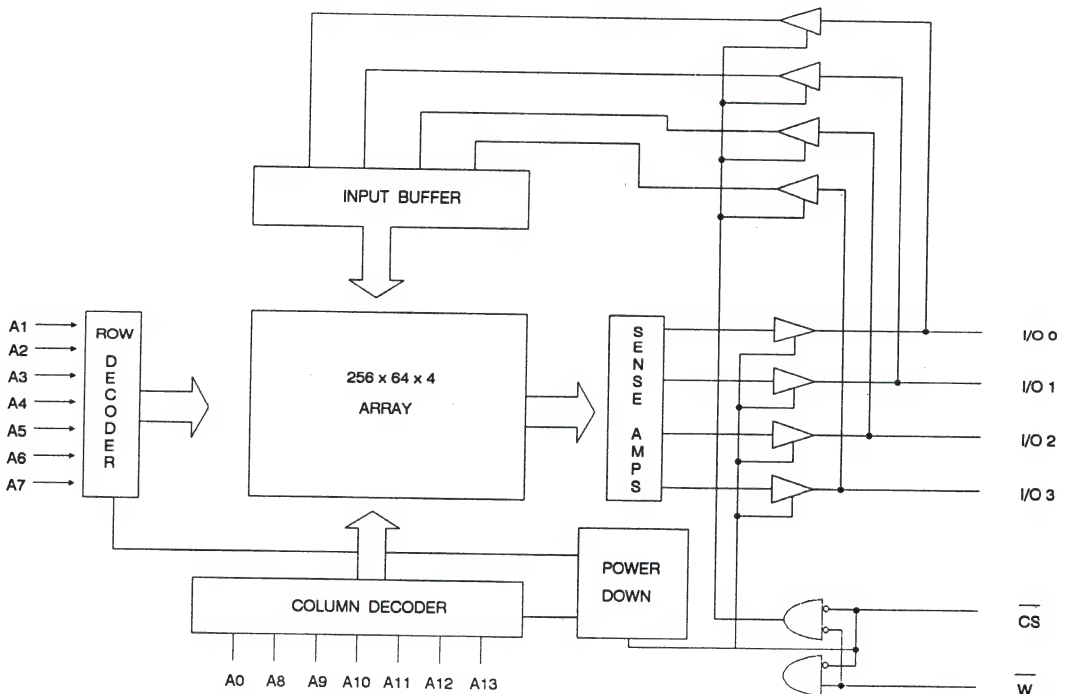 INPUT BUFFER
A1
A2
A3
A4
A5
A6
A7
ROW
DECODER
256 x 64 x 4
ARRAY
SENSE
AMPS
I/O 0
I/O 1
I/O 2
I/O 3
POWER
DOWN
COLUMN DECODER
A0 A8 A9 A10 A11 A12 A13
CS
W